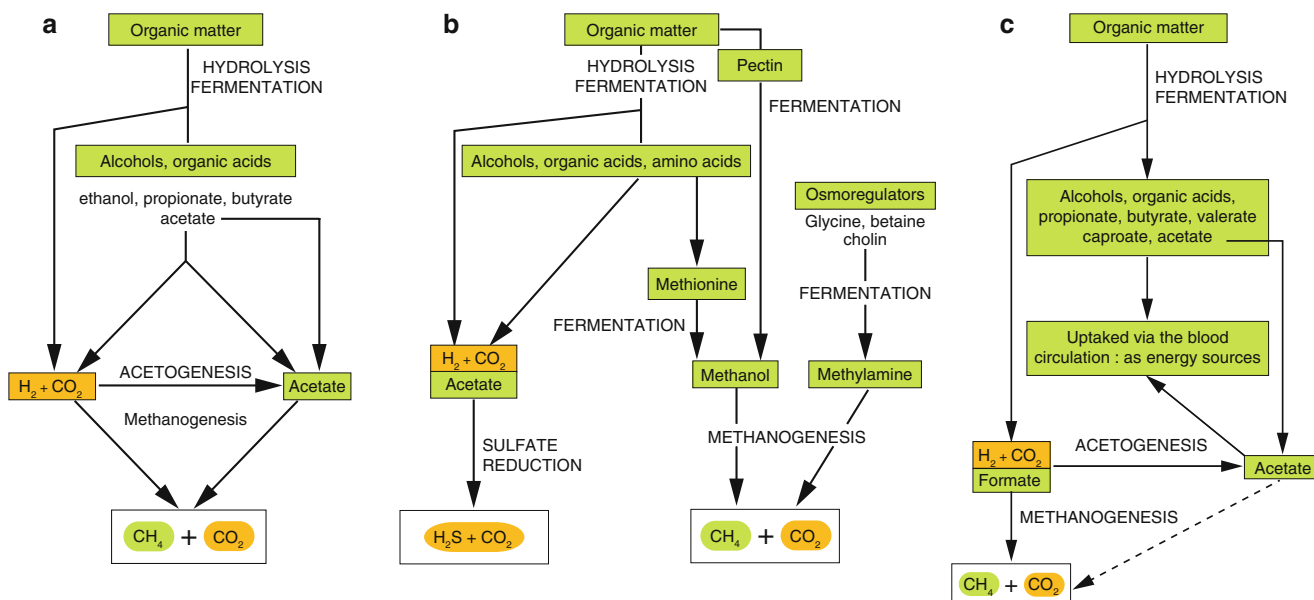 a
Organic matter
HYDROLYSIS
FERMENTATION
Alcohols, organic acids
ethanol, propionate, butyrate
acetate
H₂ + CO₂
ACETOGENESIS
Acetate
Methanogenesis
CH₄ + CO₂
b
Organic matter
Pectin
HYDROLYSIS
FERMENTATION
FERMENTATION
Alcohols, organic acids, amino acids
Osmoregulators
Glycine, betaine
cholin
Methionine
FERMENTATION
FERMENTATION
H₂ + CO₂
Acetate
Methanol
Methylamine
SULFATE
REDUCTION
METHANOGENESIS
H₂S + CO₂
CH₄ + CO₂
c
Organic matter
HYDROLYSIS
FERMENTATION
Alcohols, organic acids,
propionate, butyrate, valerate
caproate, acetate
Uptaked via the blood
circulation : as energy sources
H₂ + CO₂
Formate
ACETOGENESIS
Acetate
METHANOGENESIS
CH₄ + CO₂